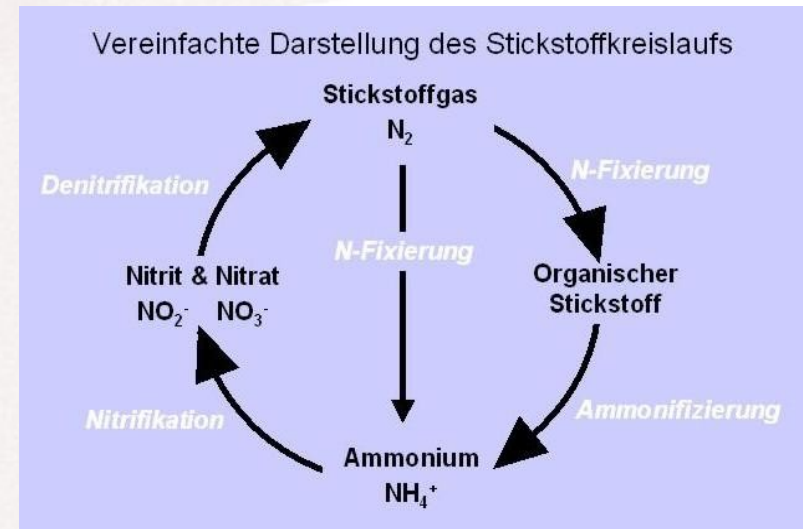 Vereinfachte Darstellung des Stickstoffkreislaufs
Stickstoffgas
N₂
Denitrifikation
N-Fixierung
N-Fixierung
Nitrit & Nitrat
NO₂⁻ NO₃⁻
Organischer
Stickstoff
Nitrifikation
Ammonifizierung
Ammonium
NH₄⁺